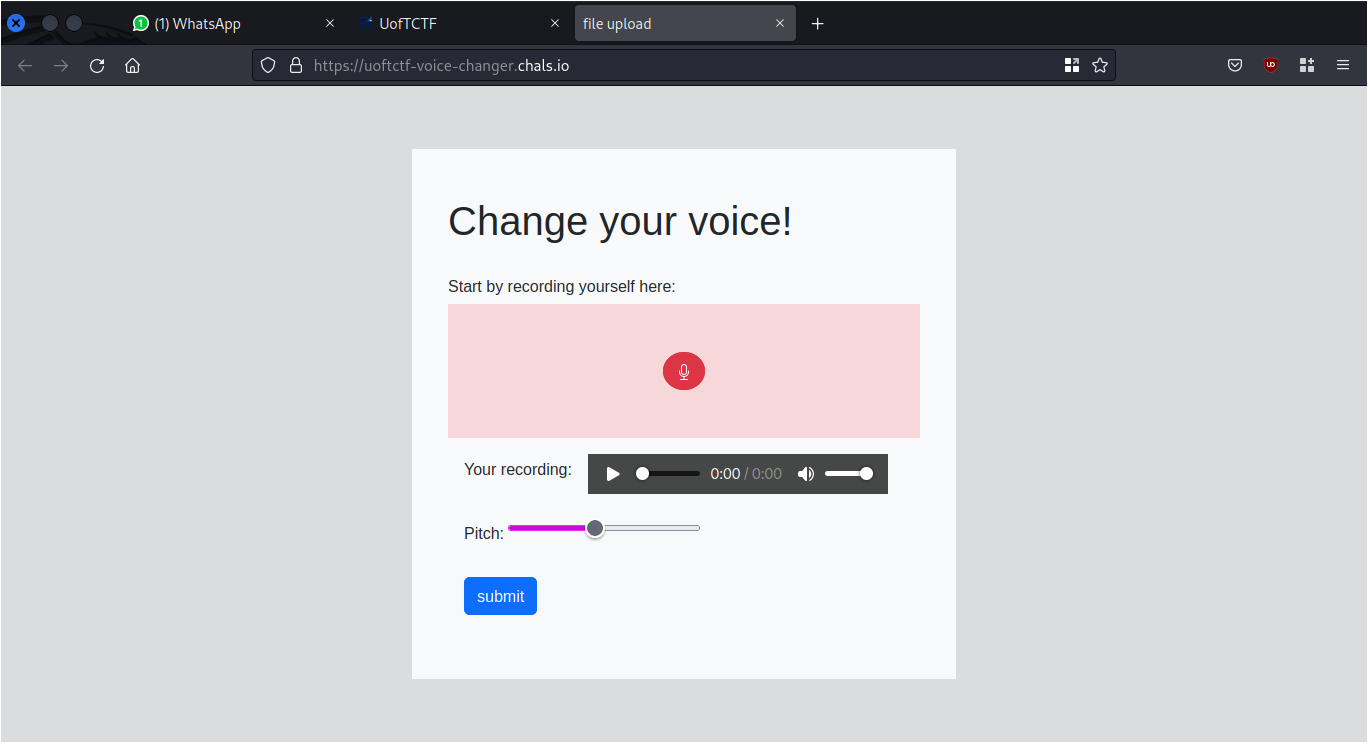 (1) WhatsApp
UofTCTF
file upload
https://uoftctf-voice-changer.chals.io
Change your voice!
Start by recording yourself here:
Your recording:
0:00 / 0:00
Pitch:
submit